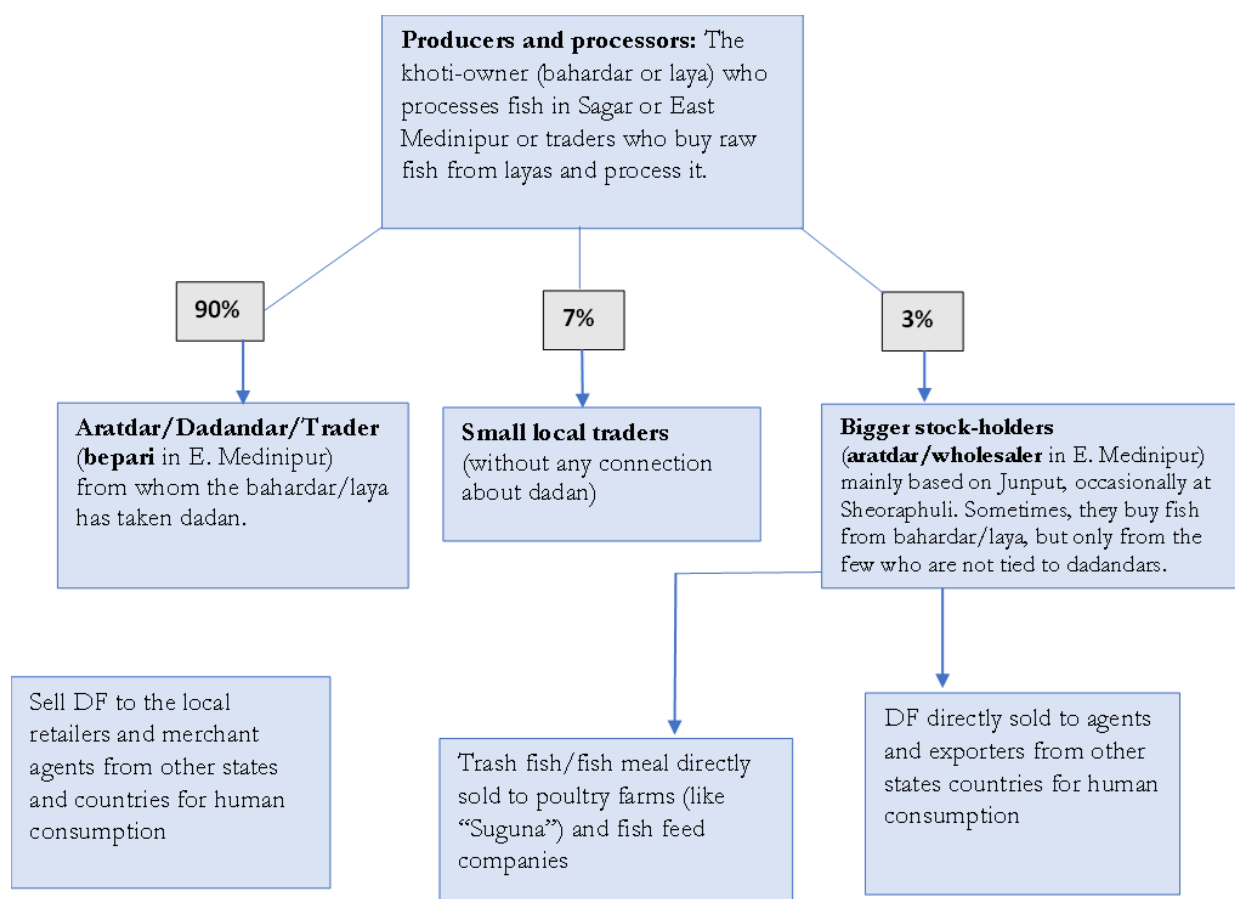 Producers and processors: The
khoti-owner (bahardar or laya) who
processes fish in Sagar or East
Medinipur or traders who buy raw
fish from layas and process it.
90%
7%
3%
Aratdar/Dadandar/Trader
(bepari in E. Medinipur)
from whom the bahardar/laya
has taken dadan.
Small local traders
(without any connection
about dadan)
Bigger stock-holders
(aratdar/wholesaler in E. Medinipur)
mainly based on Junput, occasionally at
Sheoraphuli. Sometimes, they buy fish
from bahardar/laya, but only from the
few who are not tied to dadandars.
Sell DF to the local
retailers and merchant
agents from other states
and countries for human
consumption
Trash fish/fish meal directly
sold to poultry farms (like
“Suguna”) and fish feed
companies
DF directly sold to agents
and exporters from other
states countries for human
consumption